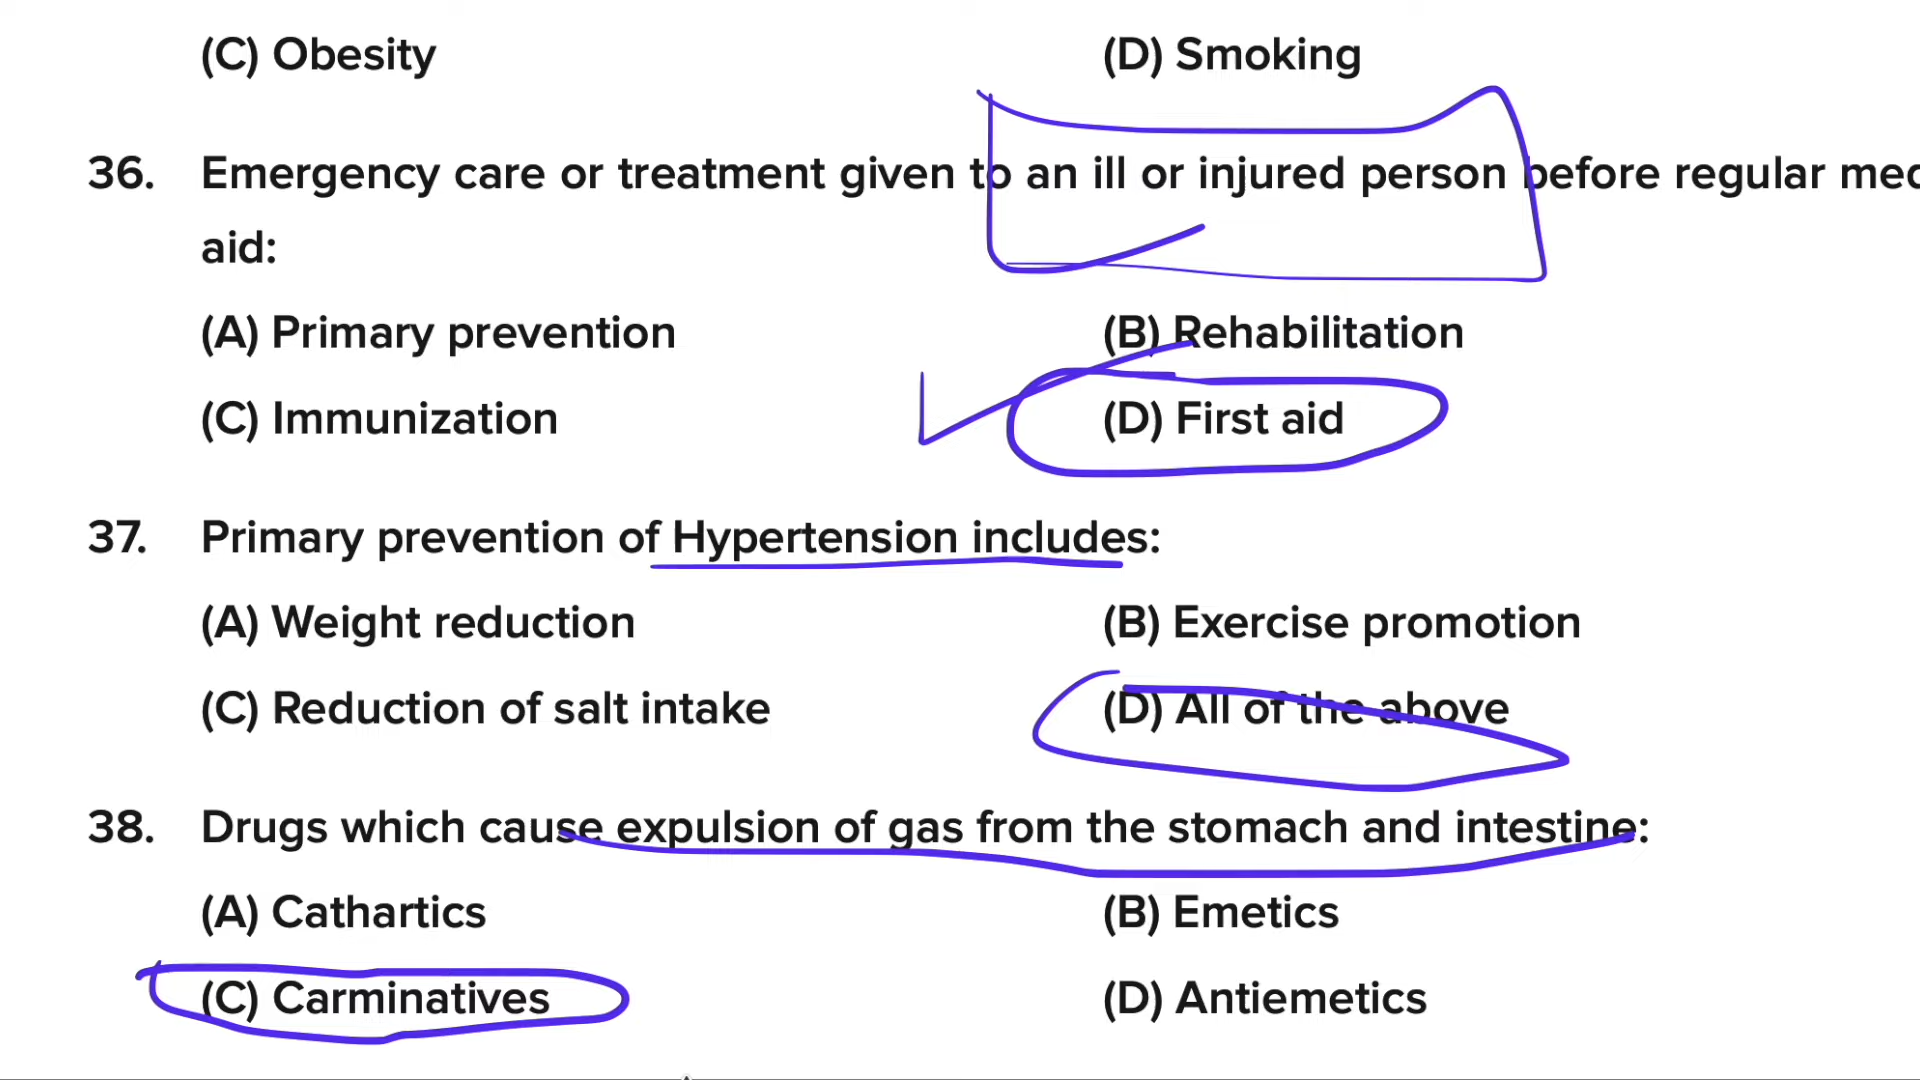 (C) Obesity (D) Smoking
36. Emergency care or treatment given to an ill or injured person before regular
aid:
(A) Primary prevention (B) Rehabilitation
(C) Immunization (D) First aid
37. Primary prevention of Hypertension includes:
(A) Weight reduction (B) Exercise promotion
(C) Reduction of salt intake (D) All of the above
38. Drugs which cause expulsion of gas from the stomach and intestine:
(A) Cathartics (B) Emetics
(C) Carminatives (D) Antiemetics